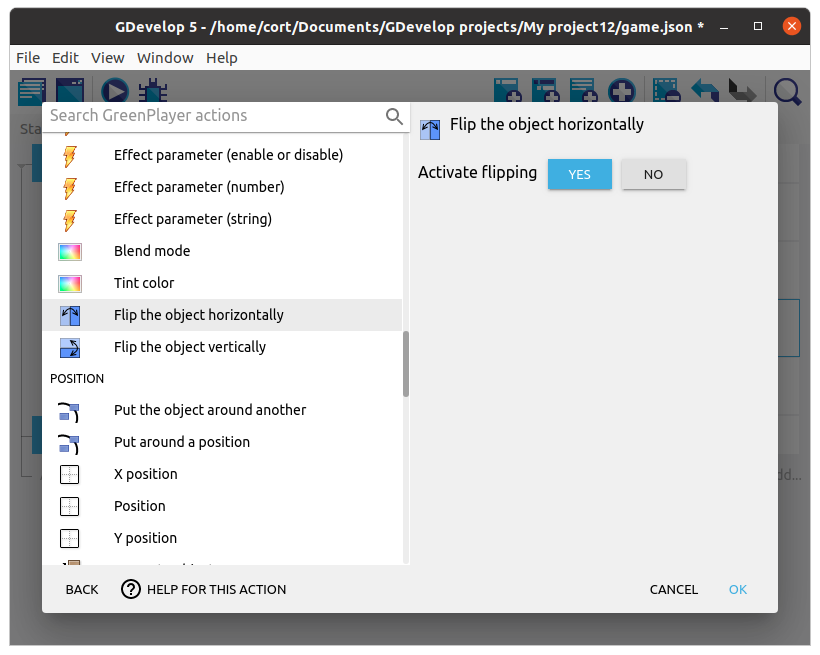 GDevelop 5 - /home/cort/Documents/GDevelop projects/My project12/game.json *
File Edit View Window Help
Sta
Search GreenPlayer actions
Effect parameter (enable or disable)
Effect parameter (number)
Effect parameter (string)
Blend mode
Tint color
Flip the object horizontally
Flip the object vertically
POSITION
Put the object around another
Put around a position
X position
Position
Y position
Flip the object horizontally
Activate flipping YES NO
dd...
BACK ? HELP FOR THIS ACTION CANCEL OK